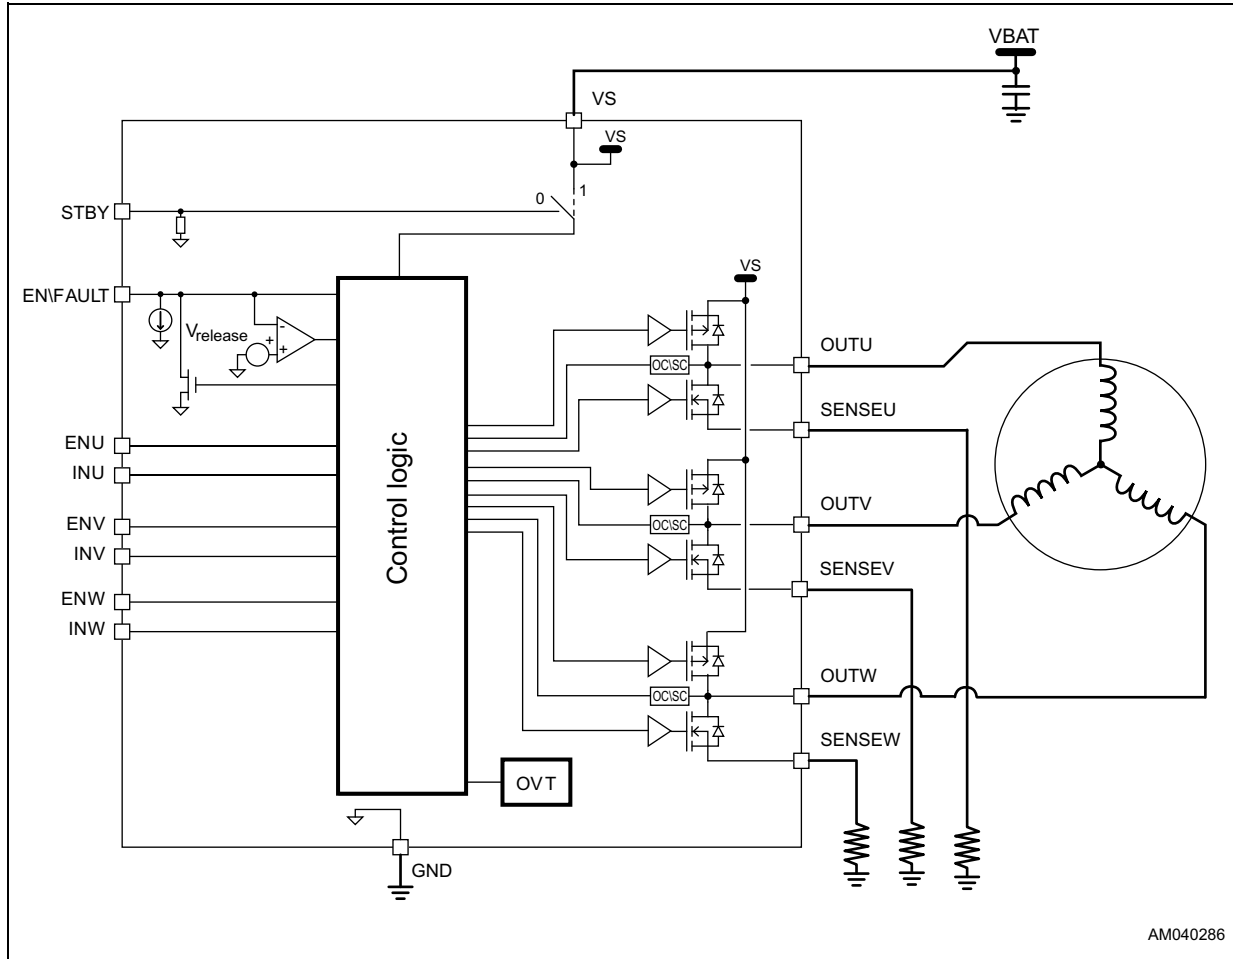 VBAT
VS
VS
0
1
STBY
EN\FAULT
Vrelease
-
+
+
VS
OC\SC
OUTU
SENSEU
ENU
INU
Control logic
OC\SC
OUTV
ENV
INV
SENSEV
ENW
INW
OC\SC
OUTW
SENSEW
OVT
GND
AM040286